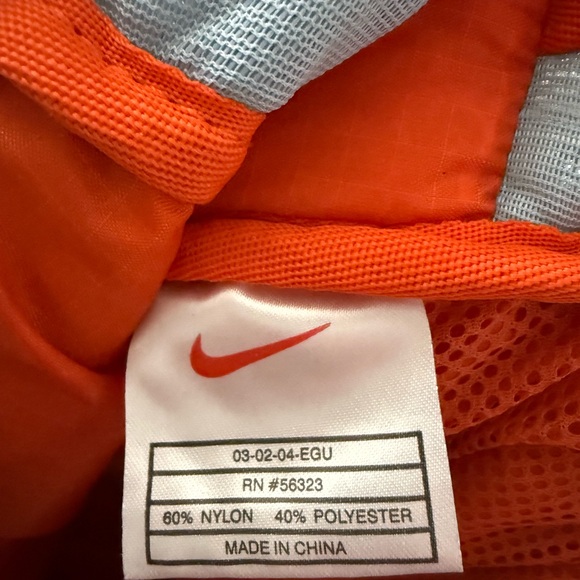 03-02-04-EGU
RN #56323
60% NYLON 40% POLYESTER
MADE IN CHINA